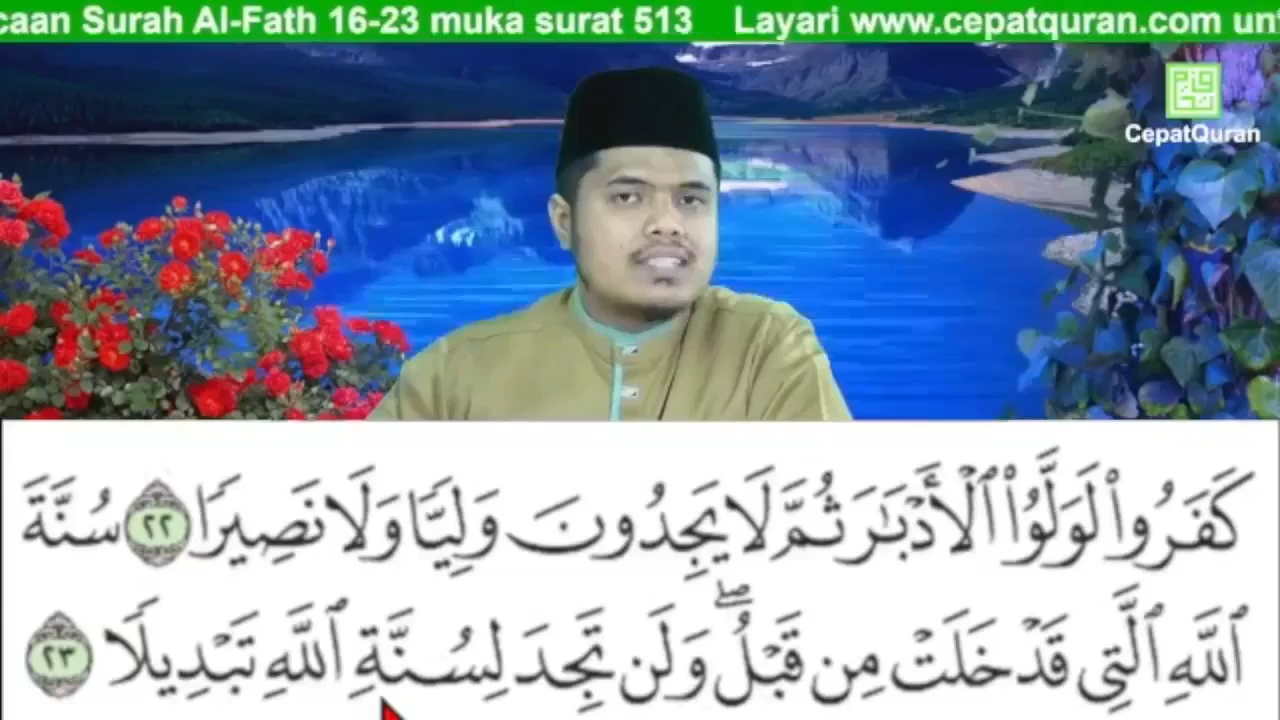 caan Surah Al-Fath 16-23 muka surat 513 Layari www.cepatquran.com unt
CepatQuran
كَفَرُوا۟ لَوَلَّوُا۟ ٱلْأَدْبَٰرَ ثُمَّ لَا يَجِدُونَ وَلِيًّا وَلَا نَصِيرًا ٢٢ سُنَّةَ
ٱللَّهِ ٱلَّتِى قَدْ خَلَتْ مِن قَبْلُ ۖ وَلَن تَجِدَ لِسُنَّةِ ٱللَّهِ تَبْدِيلًا ٢٣